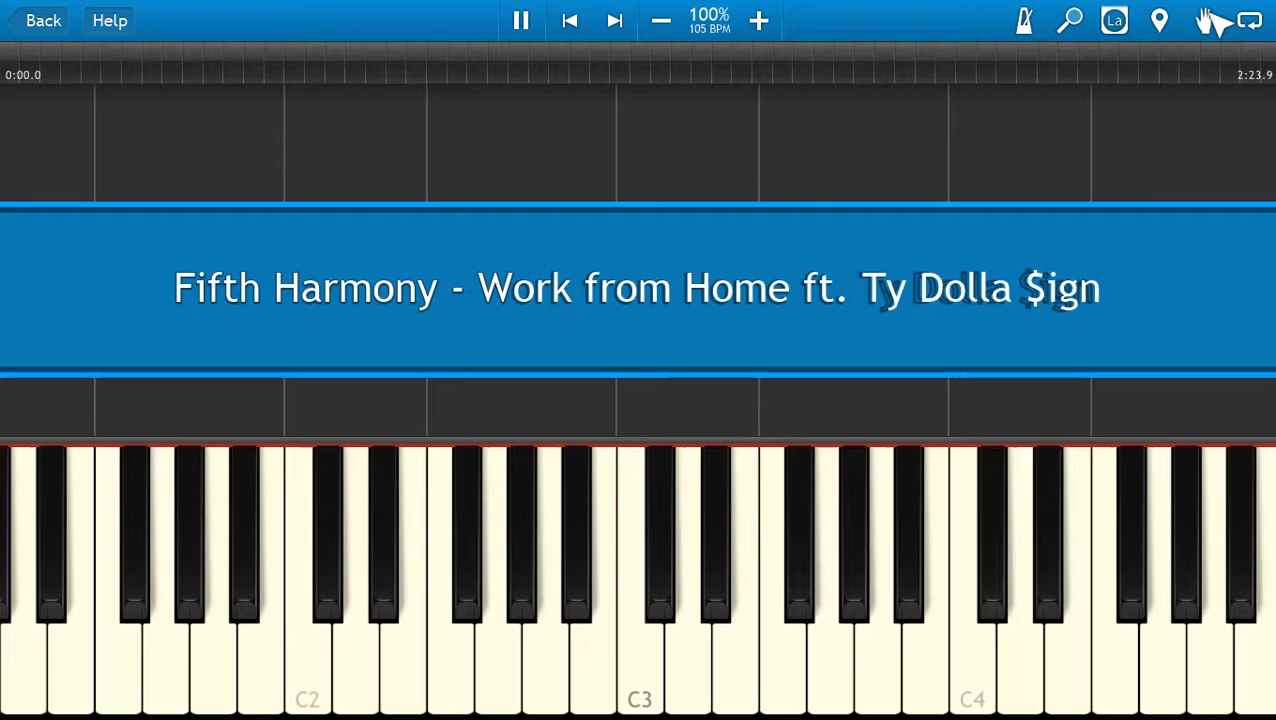 Back
Help
100%
105 BPM
La
0:00.0
2:23.9
Fifth Harmony - Work from Home ft. Ty Dolla $ign
C2
C3
C4